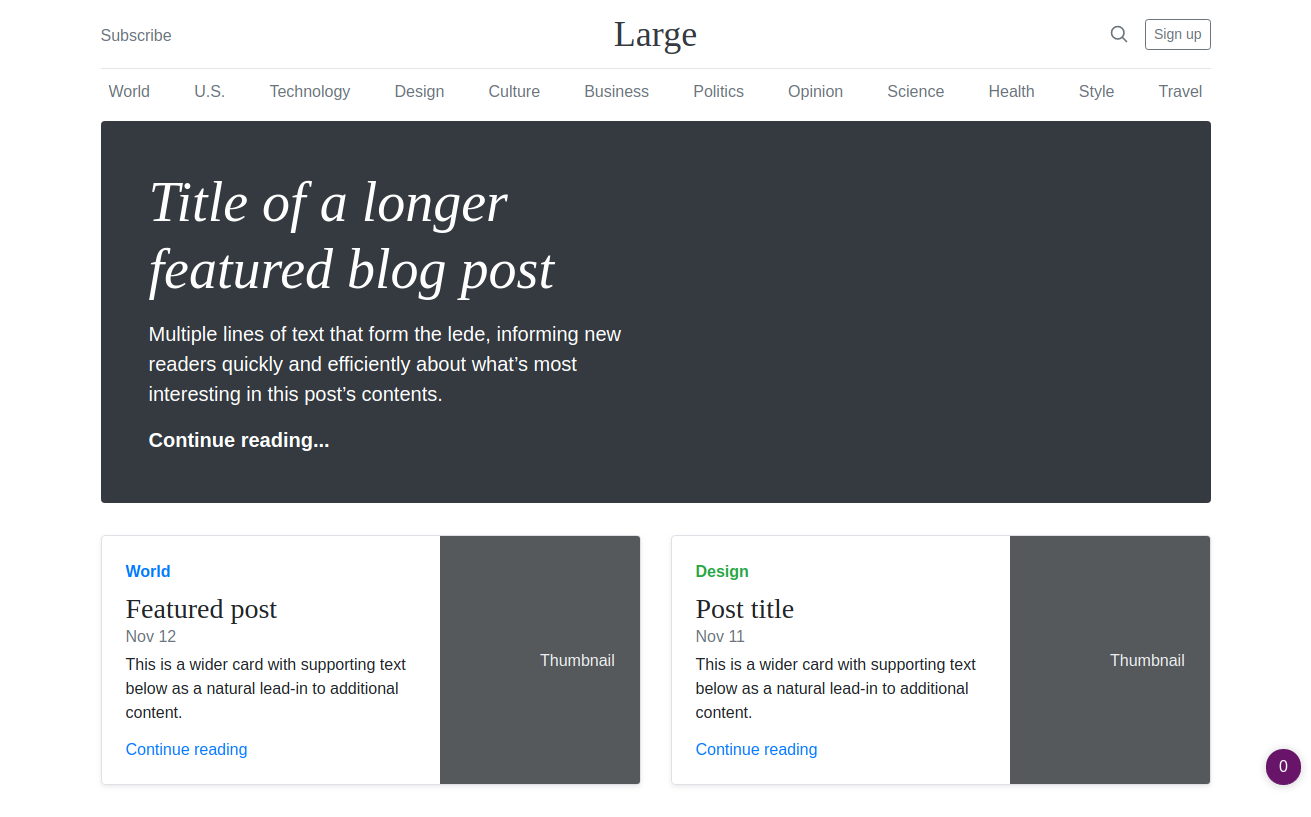 Subscribe
Large
Sign up
World U.S. Technology Design Culture Business Politics Opinion Science Health Style Travel
Title of a longer
featured blog post
Multiple lines of text that form the lede, informing new
readers quickly and efficiently about what’s most
interesting in this post’s contents.
Continue reading...
World
Featured post
Nov 12
This is a wider card with supporting text
below as a natural lead-in to additional
content.
Continue reading
Thumbnail
Design
Post title
Nov 11
This is a wider card with supporting text
below as a natural lead-in to additional
content.
Continue reading
Thumbnail
0